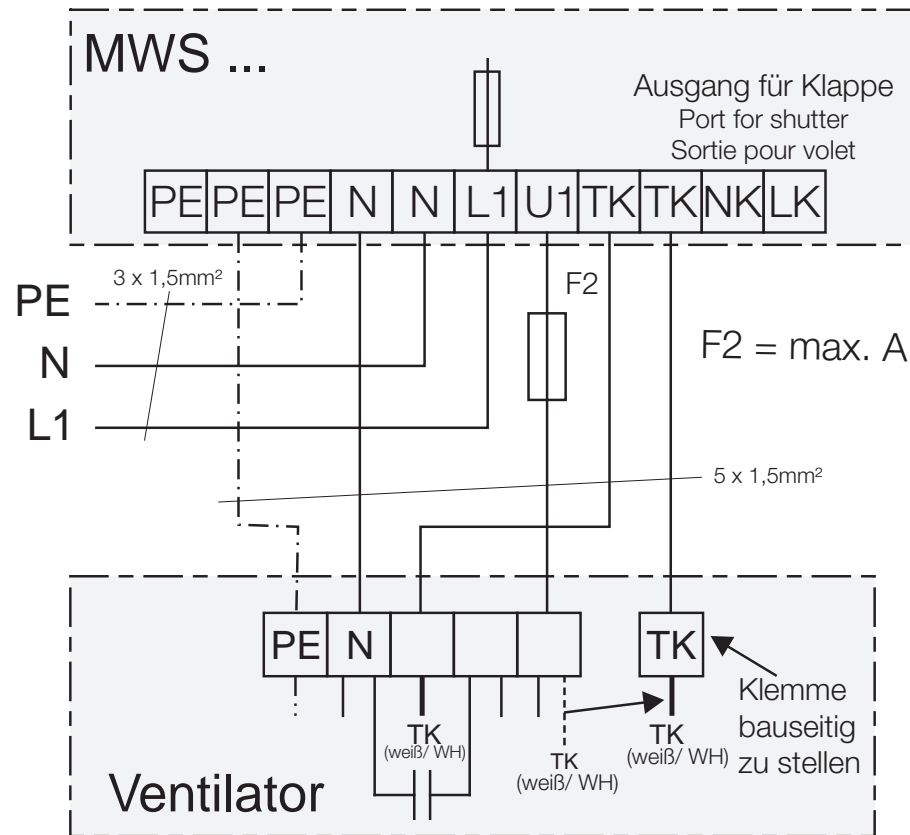 MWS ...
Ausgang für Klappe
Port for shutter
Sortie pour volet
PE PE PE N N L1 U1 TK TK NK LK
3 x 1,5mm²
F2
PE
N
F2 = max. A
L1
5 x 1,5mm²
PE N TK
Klemme
bauseitig
zu stellen
TK
(weiß/ WH)
TK
(weiß/ WH)
TK
(weiß/ WH)
Ventilator